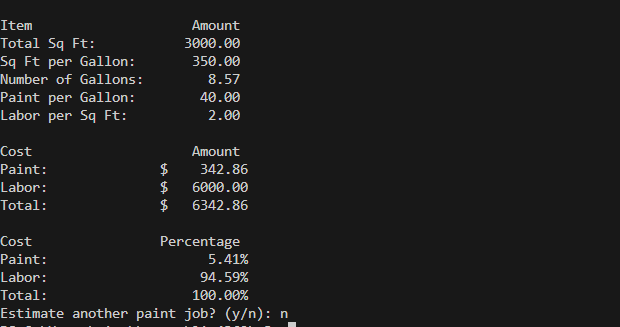 Item                    Amount
Total Sq Ft:           3000.00
Sq Ft per Gallon:       350.00
Number of Gallons:        8.57
Paint per Gallon:        40.00
Labor per Sq Ft:          2.00
Cost                    Amount
Paint:              $    342.86
Labor:              $   6000.00
Total:              $   6342.86
Cost                Percentage
Paint:                    5.41%
Labor:                   94.59%
Total:                  100.00%
Estimate another paint job? (y/n): n